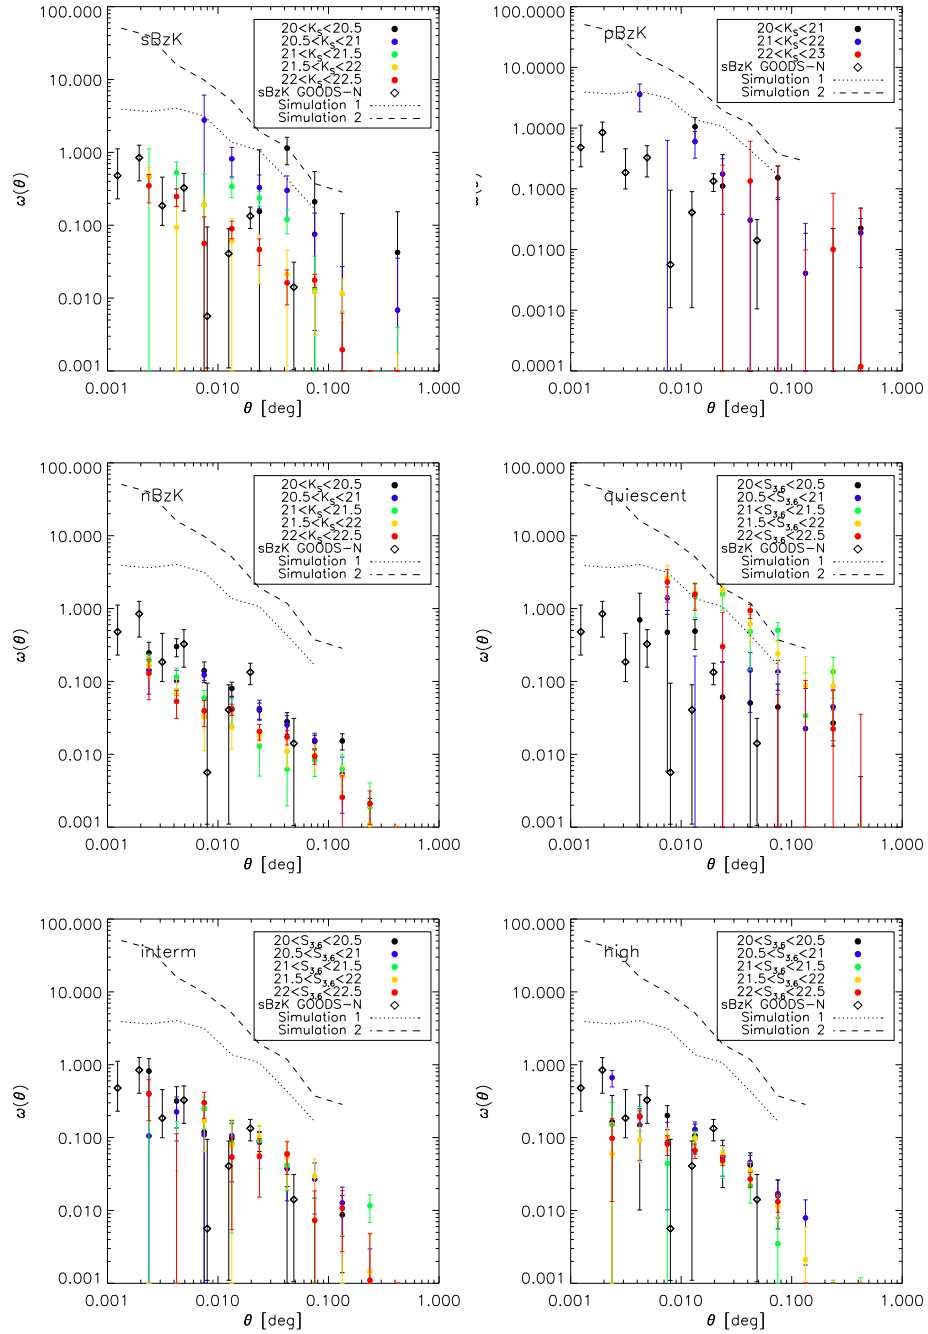 sBzK
20<K_s<20.5
20.5<K_s<21
21<K_s<21.5
21.5<K_s<22
22<K_s<22.5
sBzK GOODS-N
Simulation 1
Simulation 2
100.000
10.000
1.000
0.100
0.010
0.001
ω(θ)
0.001
0.010
0.100
1.000
θ [deg]
pBzK
20<K_s<21
21<K_s<22
22<K_s<23
sBzK GOODS-N
Simulation 1
Simulation 2
100.0000
10.0000
1.0000
0.1000
0.0100
0.0010
0.0001
0.001
0.010
0.100
1.000
θ [deg]
nBzK
20<K_s<20.5
20.5<K_s<21
21<K_s<21.5
21.5<K_s<22
22<K_s<22.5
sBzK GOODS-N
Simulation 1
Simulation 2
100.000
10.000
1.000
0.100
0.010
0.001
ω(θ)
0.001
0.010
0.100
1.000
θ [deg]
quiescent
20<S_3.6<20.5
20.5<S_3.6<21
21<S_3.6<21.5
21.5<S_3.6<22
22<S_3.6<22.5
sBzK GOODS-N
Simulation 1
Simulation 2
100.000
10.000
1.000
0.100
0.010
0.001
ω(θ)
0.001
0.010
0.100
1.000
θ [deg]
interm
20<S_3.6<20.5
20.5<S_3.6<21
21<S_3.6<21.5
21.5<S_3.6<22
22<S_3.6<22.5
sBzK GOODS-N
Simulation 1
Simulation 2
100.000
10.000
1.000
0.100
0.010
0.001
ω(θ)
0.001
0.010
0.100
1.000
θ [deg]
high
20<S_3.6<20.5
20.5<S_3.6<21
21<S_3.6<21.5
21.5<S_3.6<22
22<S_3.6<22.5
sBzK GOODS-N
Simulation 1
Simulation 2
100.000
10.000
1.000
0.100
0.010
0.001
ω(θ)
0.001
0.010
0.100
1.000
θ [deg]